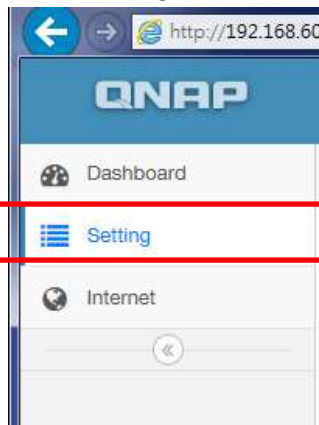 http://192.168.60
QNAP
Dashboard
Setting
Internet